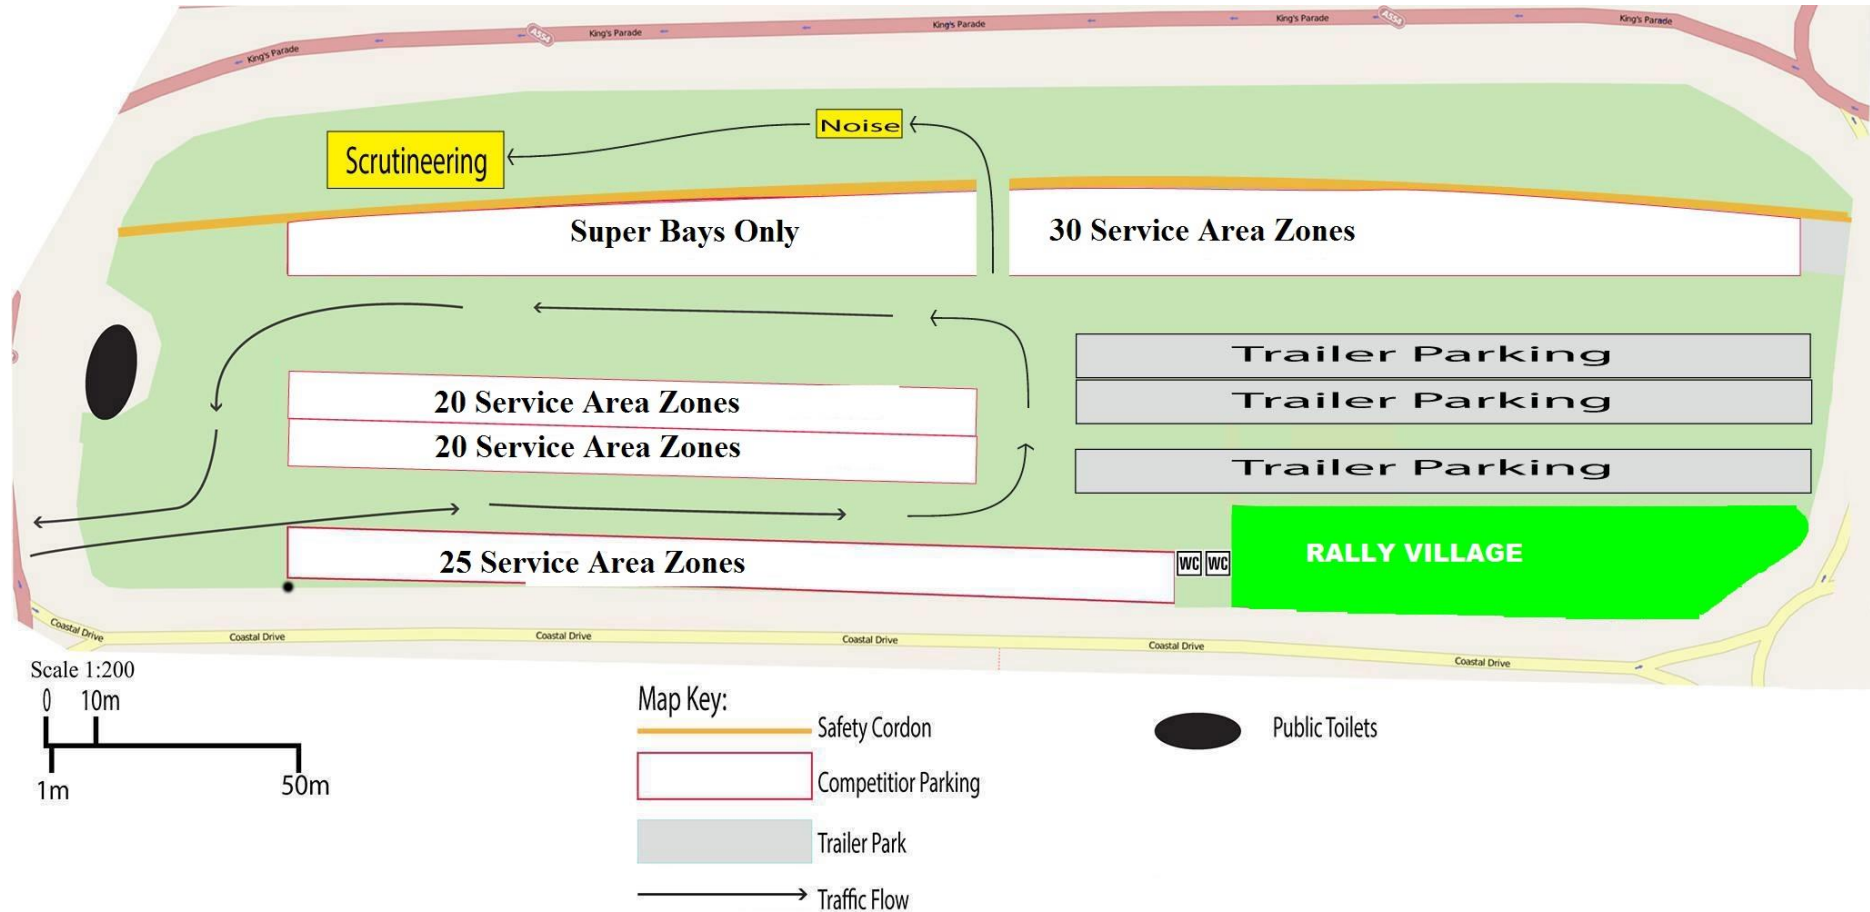 King's Parade
King's Parade
King's Parade
King's Parade
King's Parade
A554
A554
Noise
Scrutineering
Super Bays Only
30 Service Area Zones
Trailer Parking
Trailer Parking
Trailer Parking
20 Service Area Zones
20 Service Area Zones
25 Service Area Zones
WC WC
RALLY VILLAGE
Coastal Drive
Coastal Drive
Coastal Drive
Coastal Drive
Coastal Drive
Coastal Drive
Scale 1:200
0 10m
1m 50m
Map Key:
Safety Cordon
Competitior Parking
Trailer Park
Traffic Flow
Public Toilets